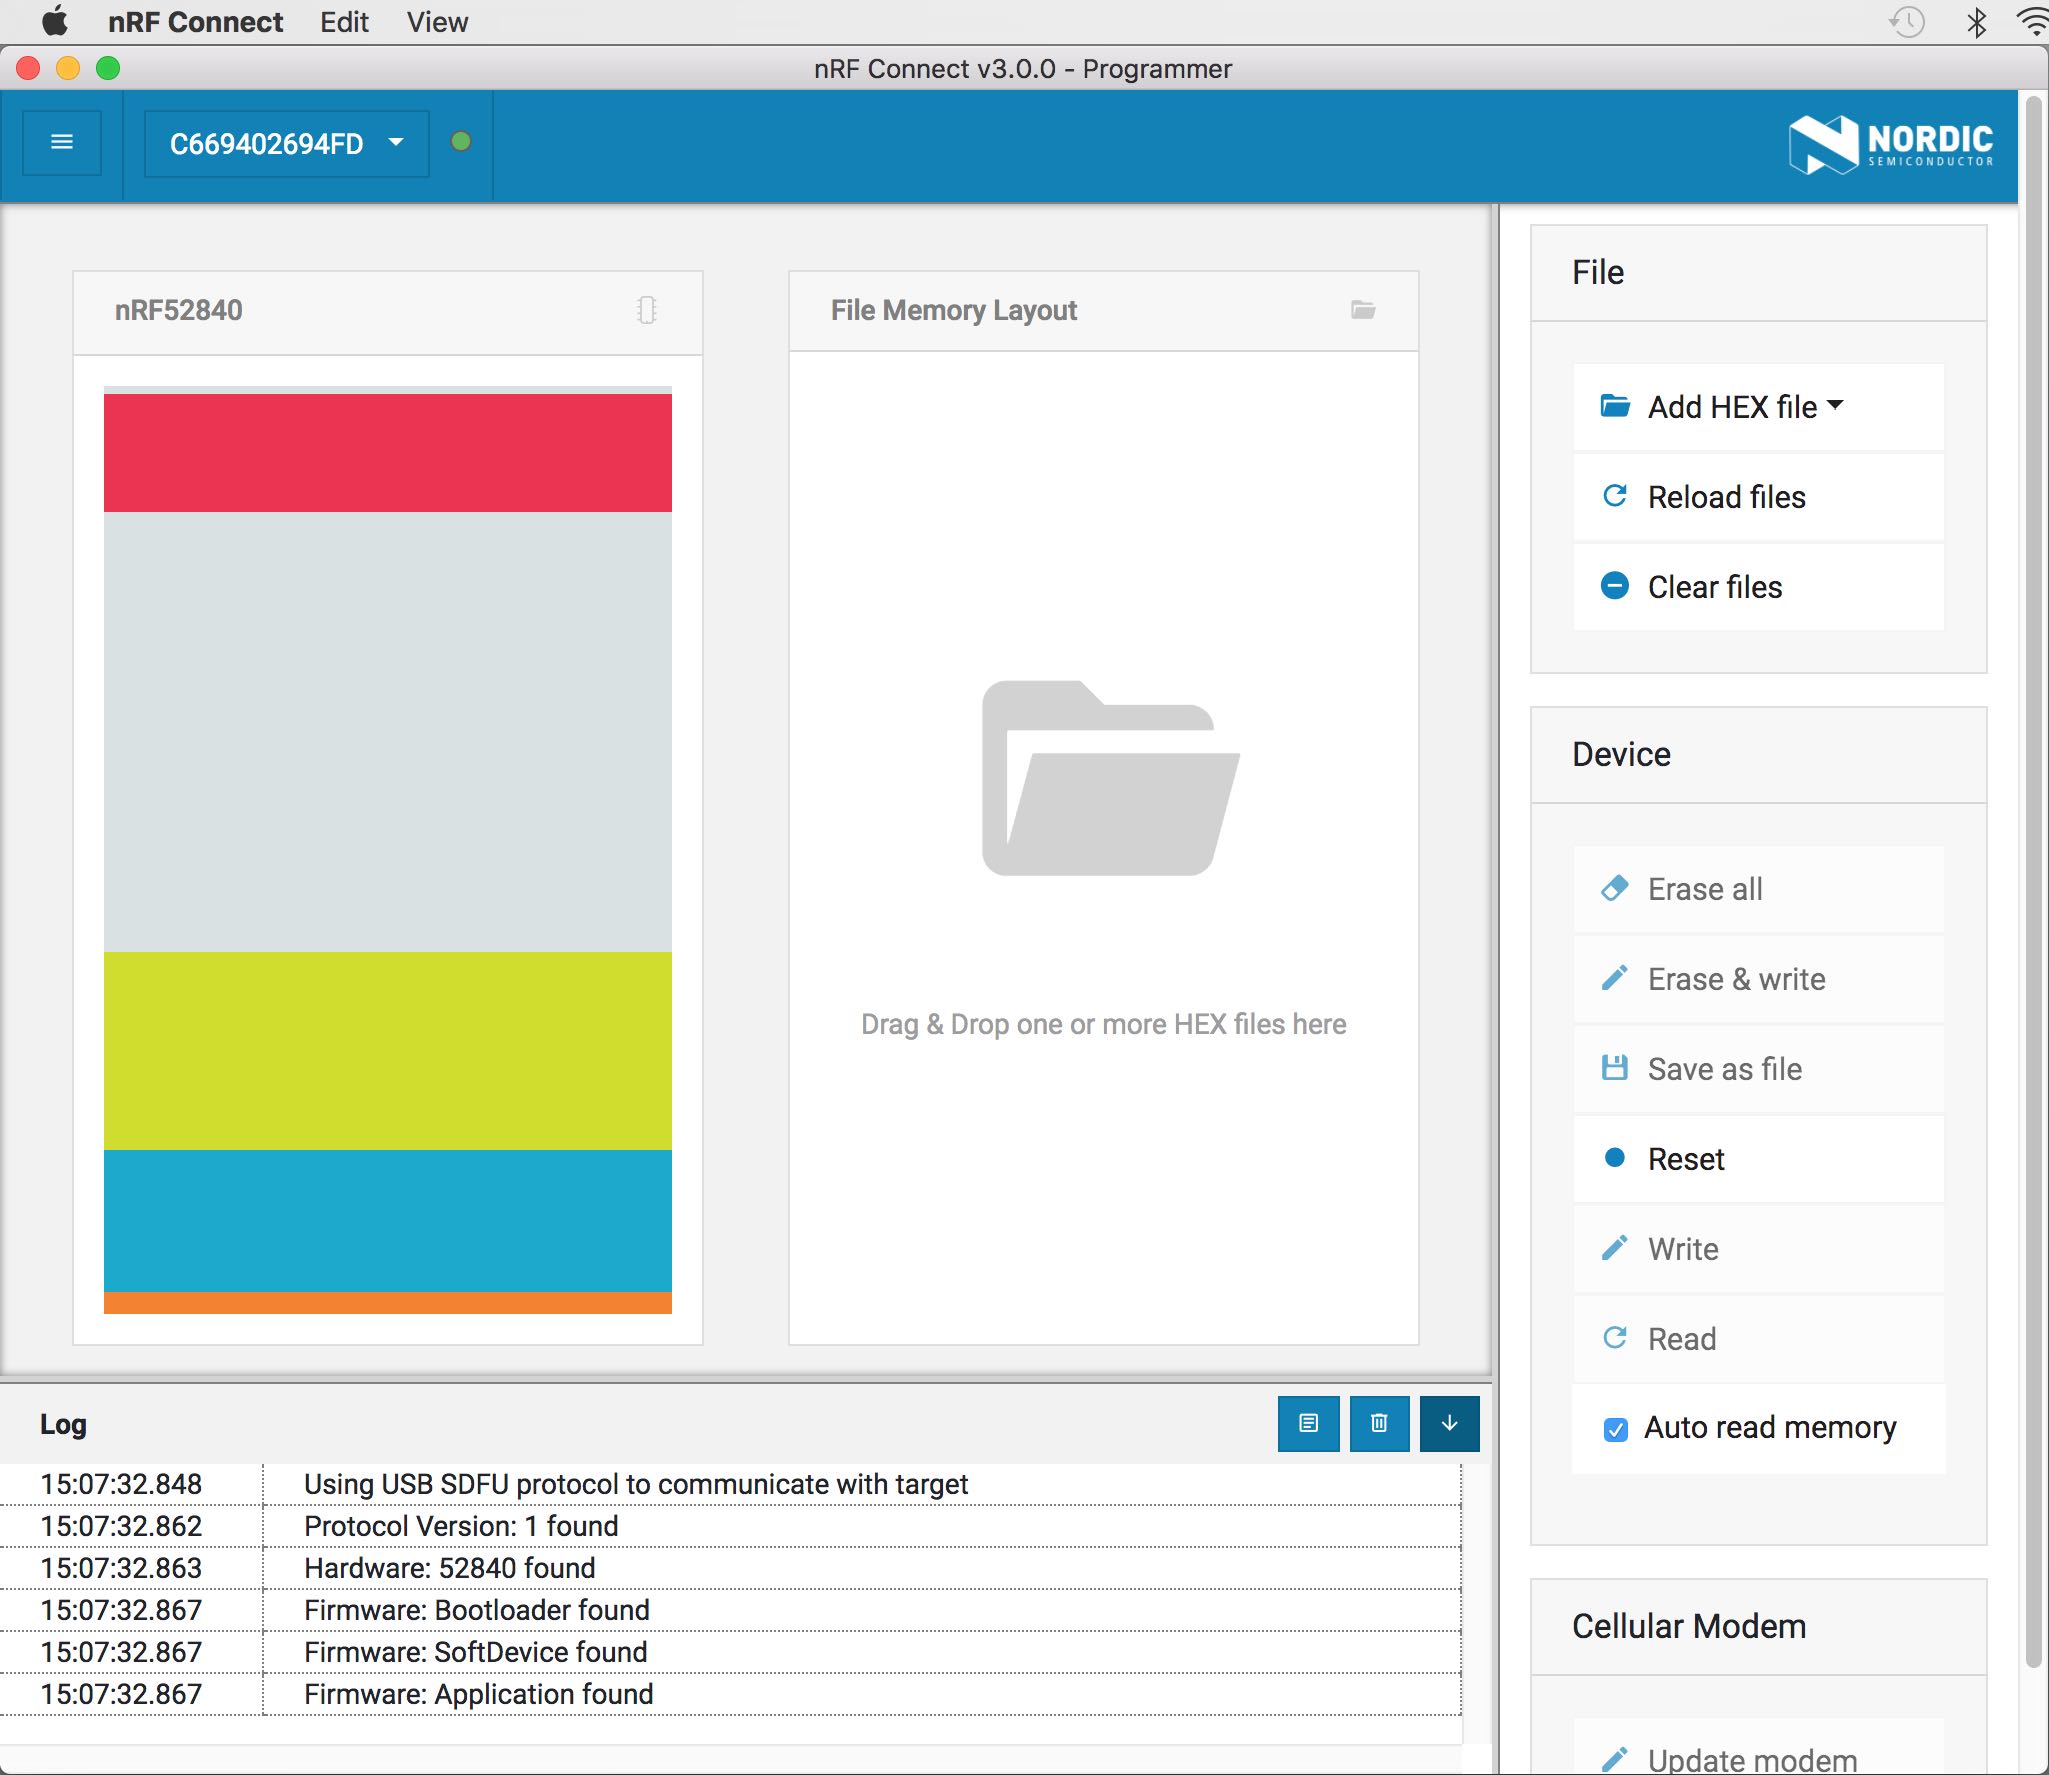 nRF Connect Edit View
nRF Connect v3.0.0 - Programmer
C669402694FD
NORDIC
SEMICONDUCTOR
nRF52840
File Memory Layout
Drag & Drop one or more HEX files here
File
Add HEX file
Reload files
Clear files
Device
Erase all
Erase & write
Save as file
Reset
Write
Read
Auto read memory
Cellular Modem
Update modem
Log
15:07:32.848 Using USB SDFU protocol to communicate with target
15:07:32.862 Protocol Version: 1 found
15:07:32.863 Hardware: 52840 found
15:07:32.867 Firmware: Bootloader found
15:07:32.867 Firmware: SoftDevice found
15:07:32.867 Firmware: Application found